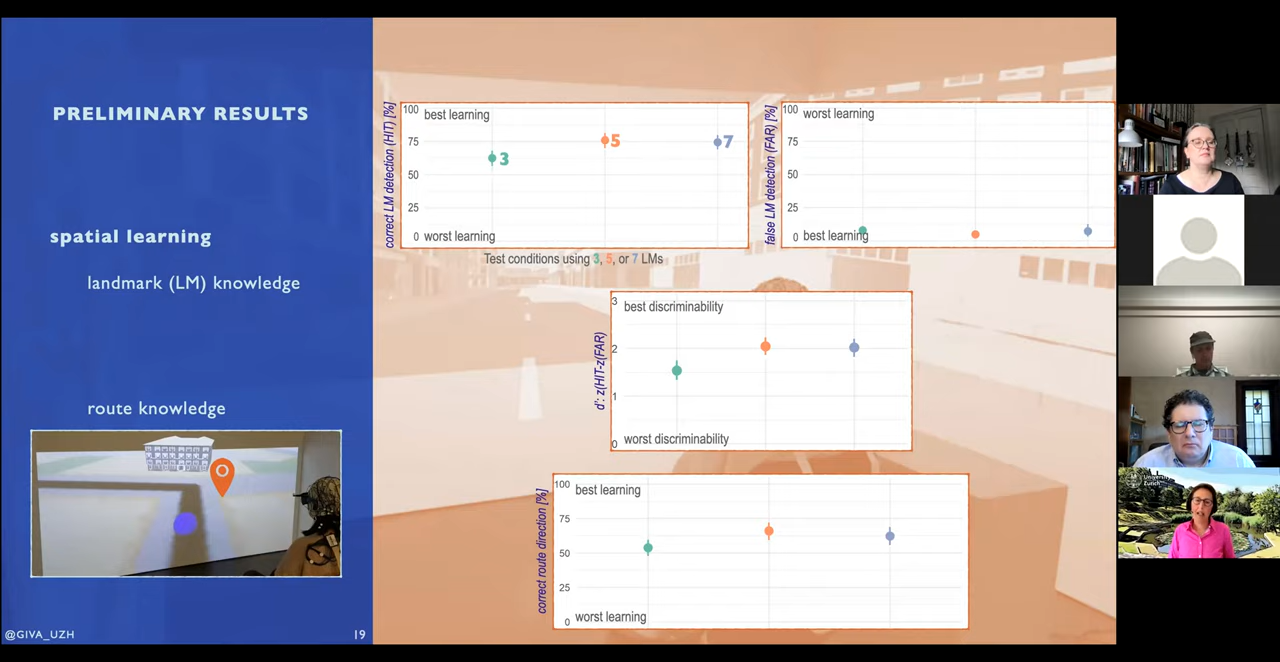 PRELIMINARY RESULTS
spatial learning
landmark (LM) knowledge
route knowledge
@GIVA_UZH
19
correct LM detection (HIT) [%]
100
75
50
25
0
best learning
worst learning
3
5
7
false LM detection (FAR) [%]
100
75
50
25
0
worst learning
best learning
Test conditions using 3, 5, or 7 LMs
d': z(HIT-z(FAR)
3
2
1
0
best discriminability
worst discriminability
correct route direction [%]
100
75
50
25
0
best learning
worst learning
University
Zurich